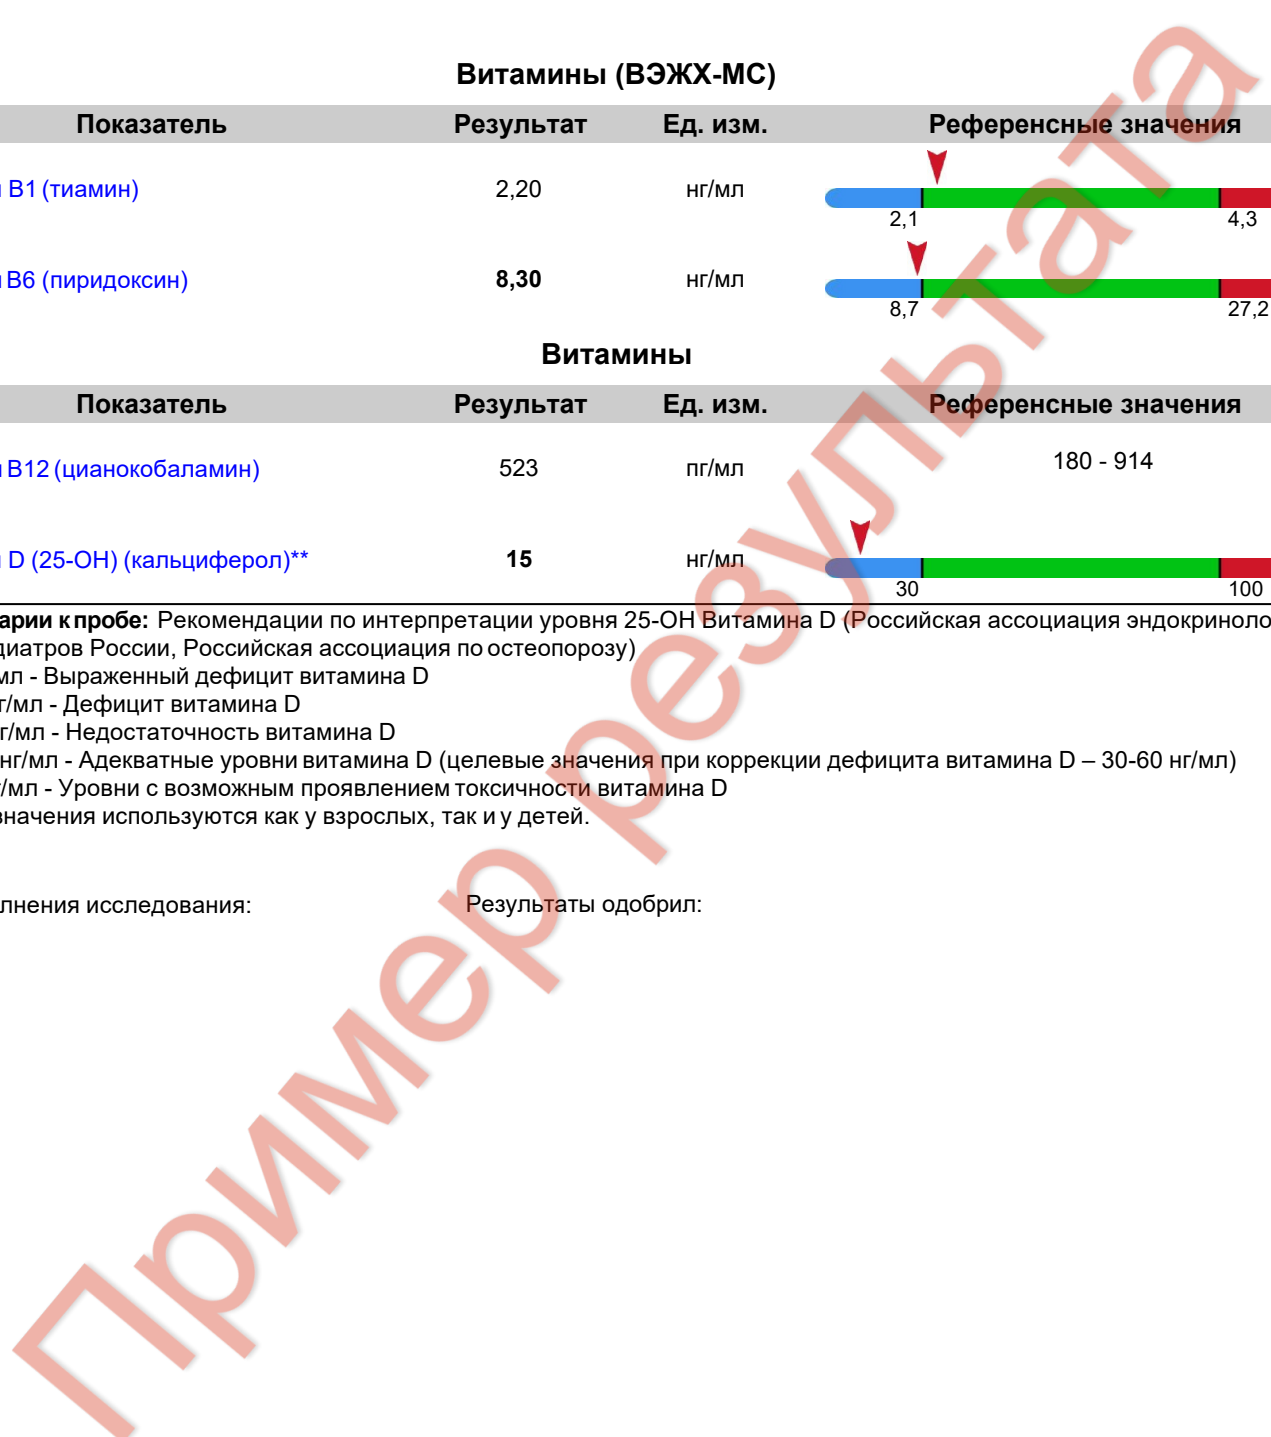 Витамины (ВЭЖХ-МС)
Показатель Результат Ед. изм. Референсные значения
В1 (тиамин) 2,20 нг/мл
2,1 4,3
В6 (пиридоксин) 8,30 нг/мл
8,7 27,2
Витамины
Показатель Результат Ед. изм. Референсные значения
В12 (цианокобаламин) 523 пг/мл 180 - 914
D (25-OH) (кальциферол)** 15 нг/мл
30 100
арии к пробе: Рекомендации по интерпретации уровня 25-OH Витамина D (Российская ассоциация эндокриноло
диатров России, Российская ассоциация по остеопорозу)
мл - Выраженный дефицит витамина D
г/мл - Дефицит витамина D
г/мл - Недостаточность витамина D
нг/мл - Адекватные уровни витамина D (целевые значения при коррекции дефицита витамина D – 30-60 нг/мл)
г/мл - Уровни с возможным проявлением токсичности витамина D
значения используются как у взрослых, так и у детей.
лнения исследования: Результаты одобрил:
Пример результата